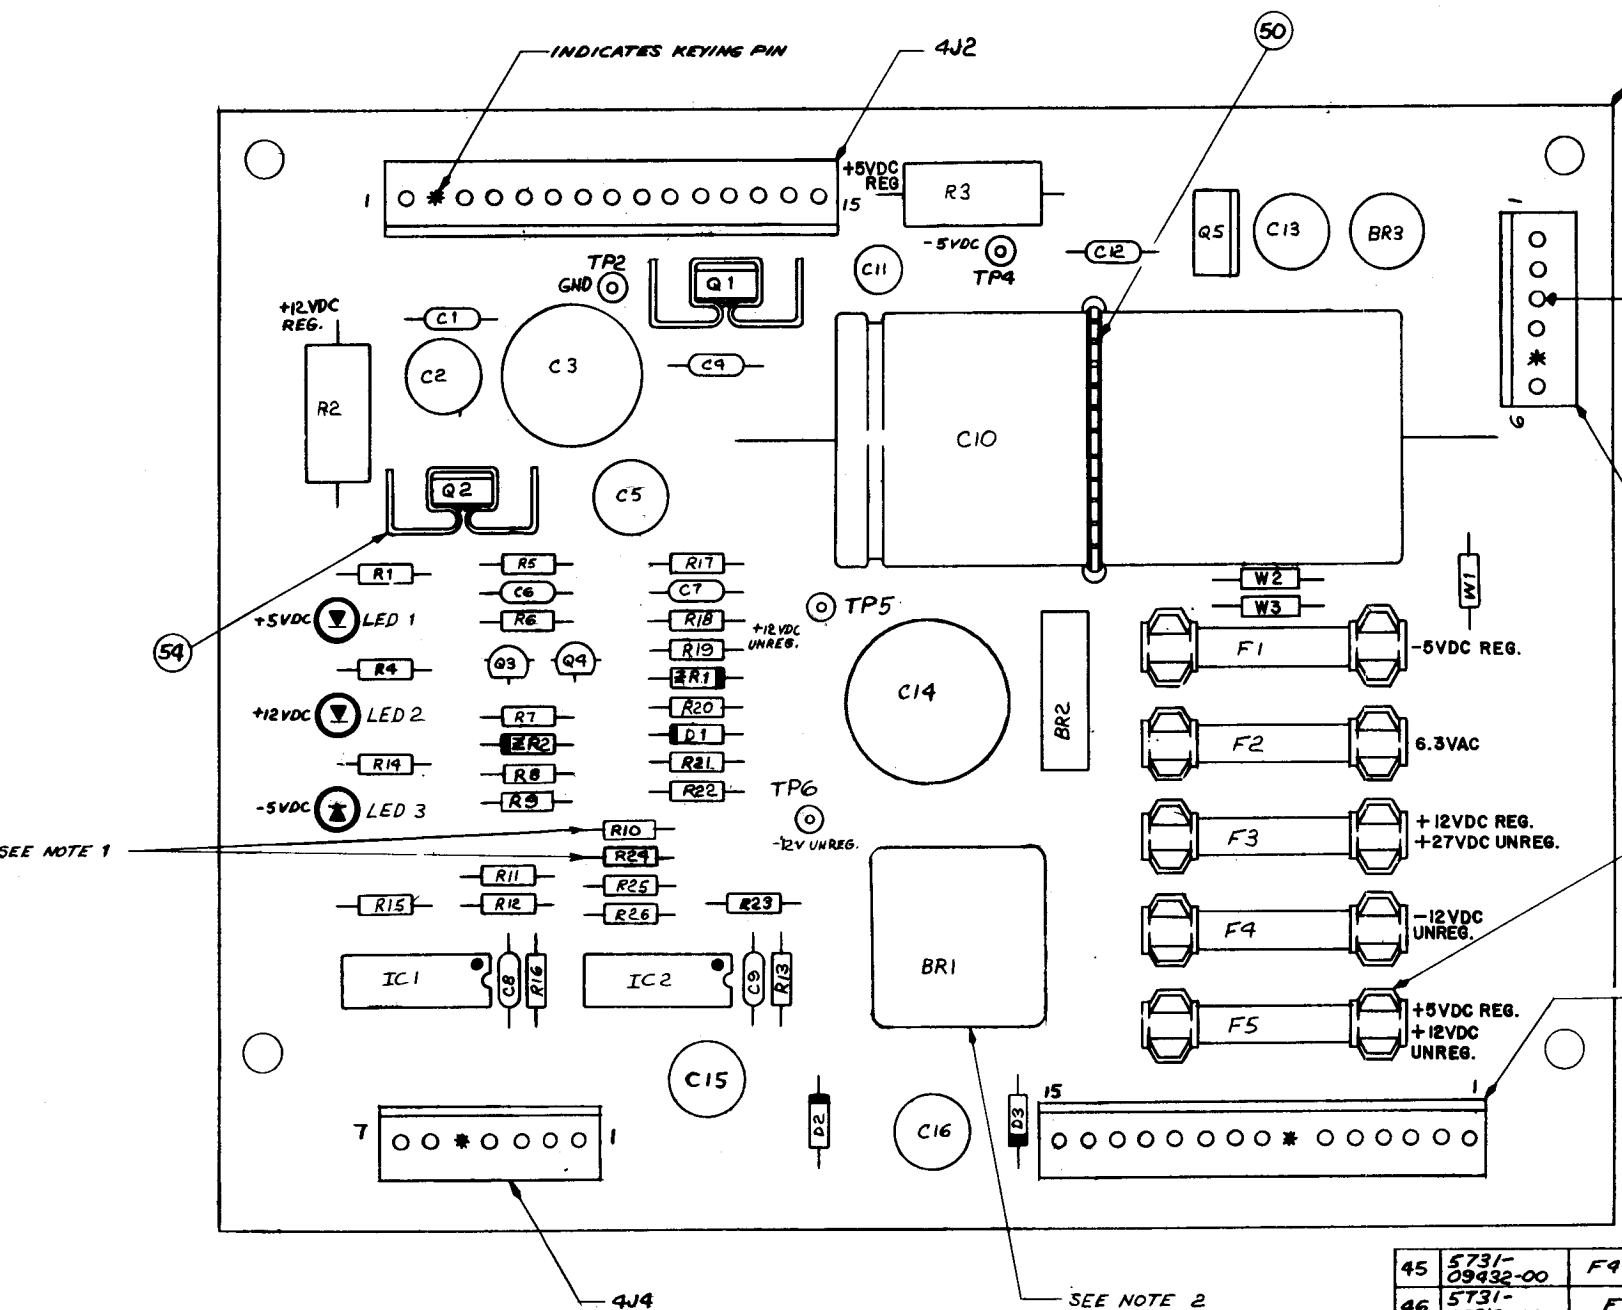 INDICATES KEYING PIN
4J2
50
1
15
+5VDC
REG
R3
-5VDC
TP4
C11
C12
Q5
C13
BR3
1
6
TP2
GND
Q1
+12VDC
REG.
C1
C2
C3
C4
R2
C10
Q2
C5
54
R1
R5
R17
C6
C7
W2
W3
W1
+5VDC
LED 1
R6
R18
+12VDC
UNREG.
TP5
R19
Q3
Q4
R4
ZR1
F1
-5VDC REG.
C14
BR2
+12VDC
LED 2
R7
R20
ZR2
D1
F2
6.3VAC
R14
R8
R21
R9
R22
TP6
-12V UNREG.
-5VDC
LED 3
F3
+12VDC REG.
+27VDC UNREG.
SEE NOTE 1
R10
R24
R11
R25
R15
R12
R26
R23
F4
-12VDC
UNREG.
IC1
C8
R16
IC2
C9
R13
BR1
F5
+5VDC REG.
+12VDC
UNREG.
C15
D2
C16
D3
15
1
7
1
4J4
SEE NOTE 2
45
5731-
09432-00
F4
46
5731-
F